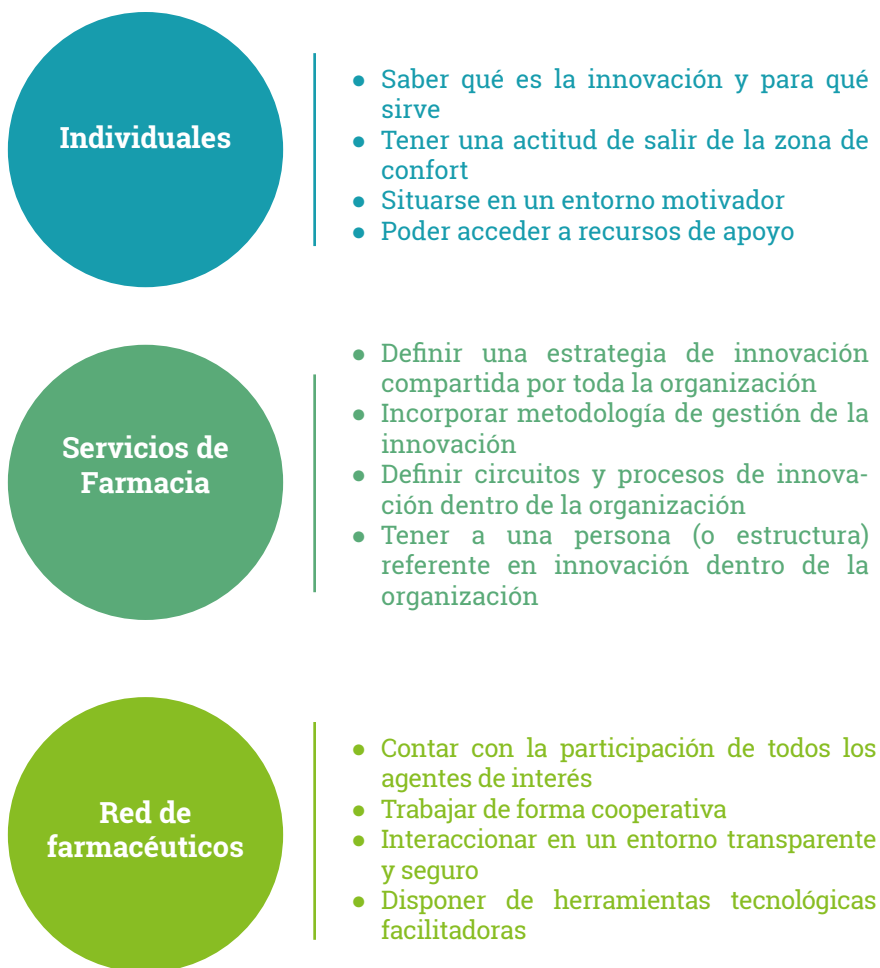 Individuales
● Saber qué es la innovación y para qué
sirve
● Tener una actitud de salir de la zona de
confort
● Situarse en un entorno motivador
● Poder acceder a recursos de apoyo
Servicios de
Farmacia
● Definir una estrategia de innovación
compartida por toda la organización
● Incorporar metodología de gestión de la
innovación
● Definir circuitos y procesos de innova-
ción dentro de la organización
● Tener a una persona (o estructura)
referente en innovación dentro de la
organización
Red de
farmacéuticos
● Contar con la participación de todos los
agentes de interés
● Trabajar de forma cooperativa
● Interaccionar en un entorno transparente
y seguro
● Disponer de herramientas tecnológicas
facilitadoras